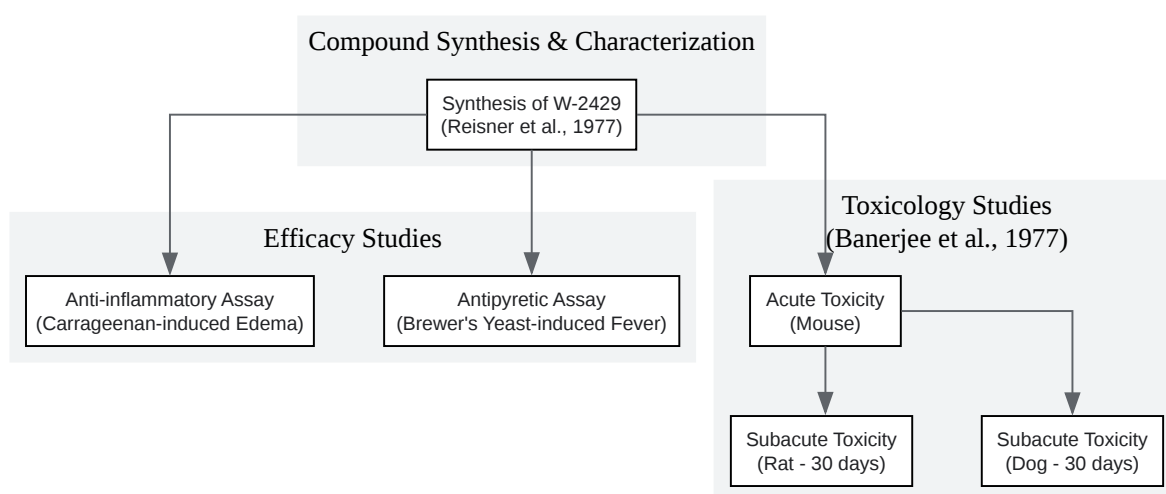 Compound Synthesis & Characterization
Synthesis of W-2429
(Reisner et al., 1977)
Efficacy Studies
Anti-inflammatory Assay
(Carrageenan-induced Edema)
Antipyretic Assay
(Brewer's Yeast-induced Fever)
Toxicology Studies
(Banerjee et al., 1977)
Acute Toxicity
(Mouse)
Subacute Toxicity
(Rat - 30 days)
Subacute Toxicity
(Dog - 30 days)